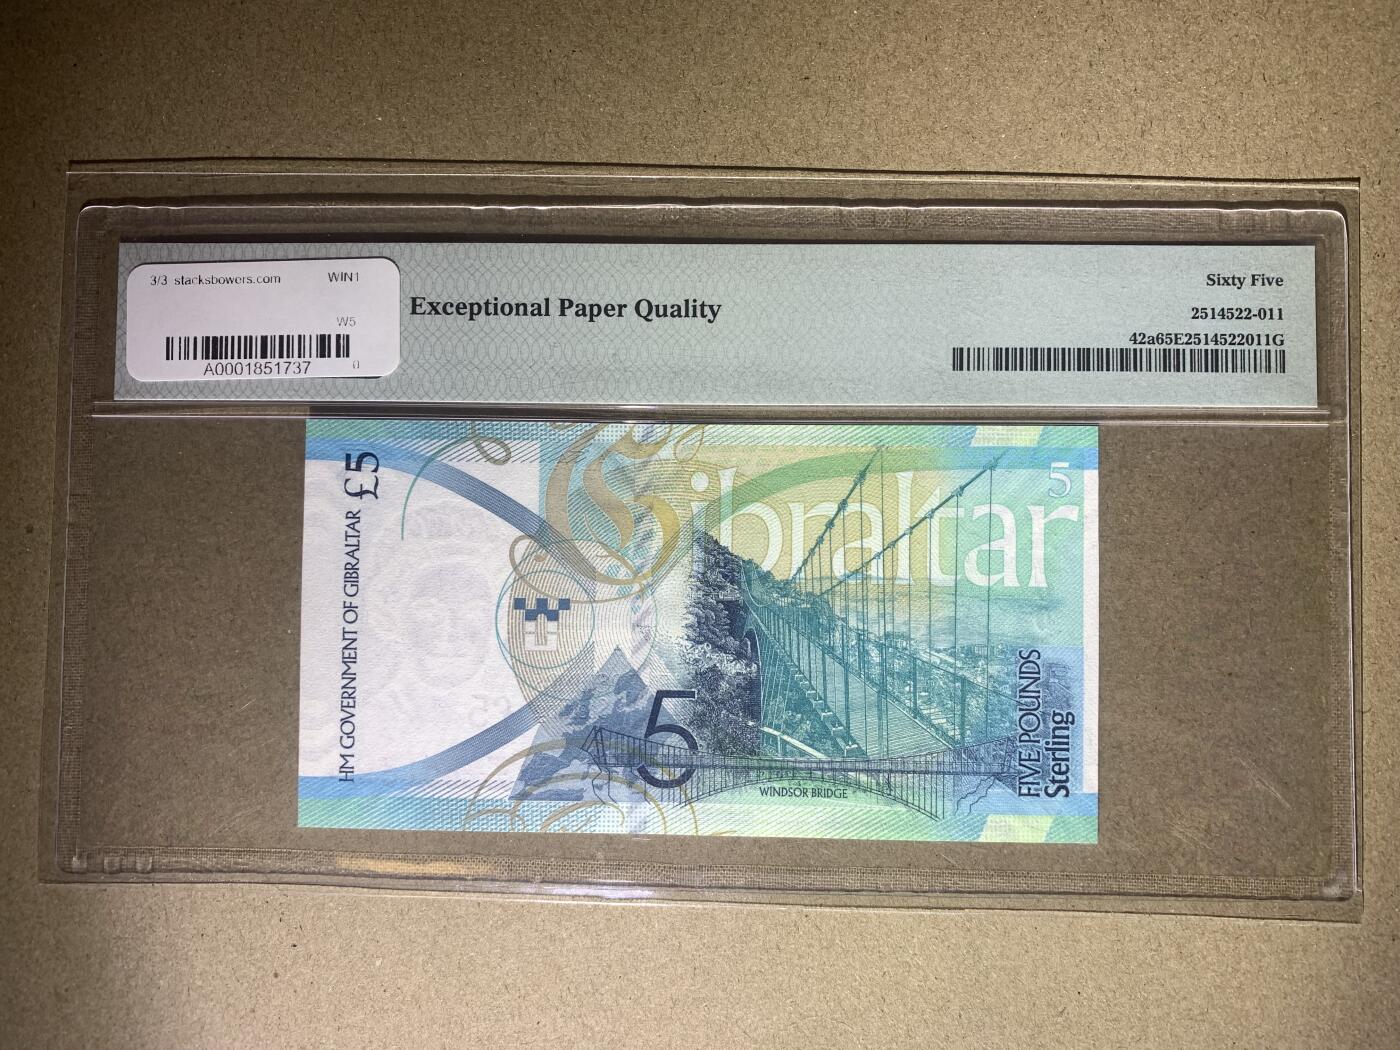 3/3 stacksbowers.com WIN1
W5
A0001851737 0
Exceptional Paper Quality
Sixty Five
2514522-011
42a65E2514522011G
HM GOVERNMENT OF GIBRALTAR £5
Gibraltar
5
5
WINDSOR BRIDGE
FIVE POUNDS
Sterling